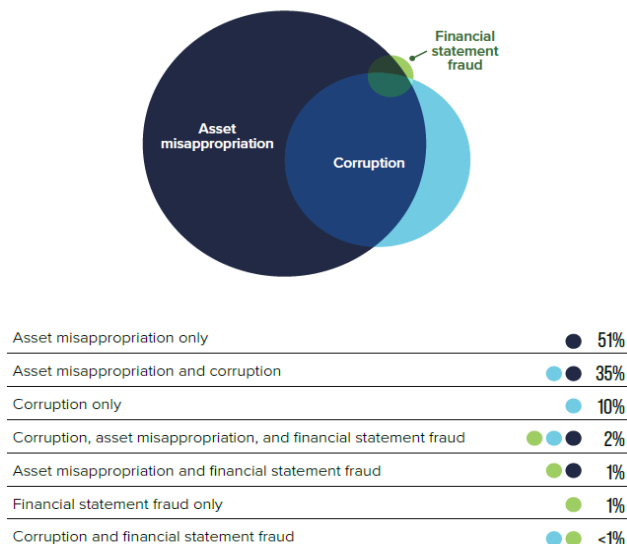 Financial
statement
fraud
Asset
misappropriation
Corruption
Asset misappropriation only 51%
Asset misappropriation and corruption 35%
Corruption only 10%
Corruption, asset misappropriation, and financial statement fraud 2%
Asset misappropriation and financial statement fraud 1%
Financial statement fraud only 1%
Corruption and financial statement fraud <1%